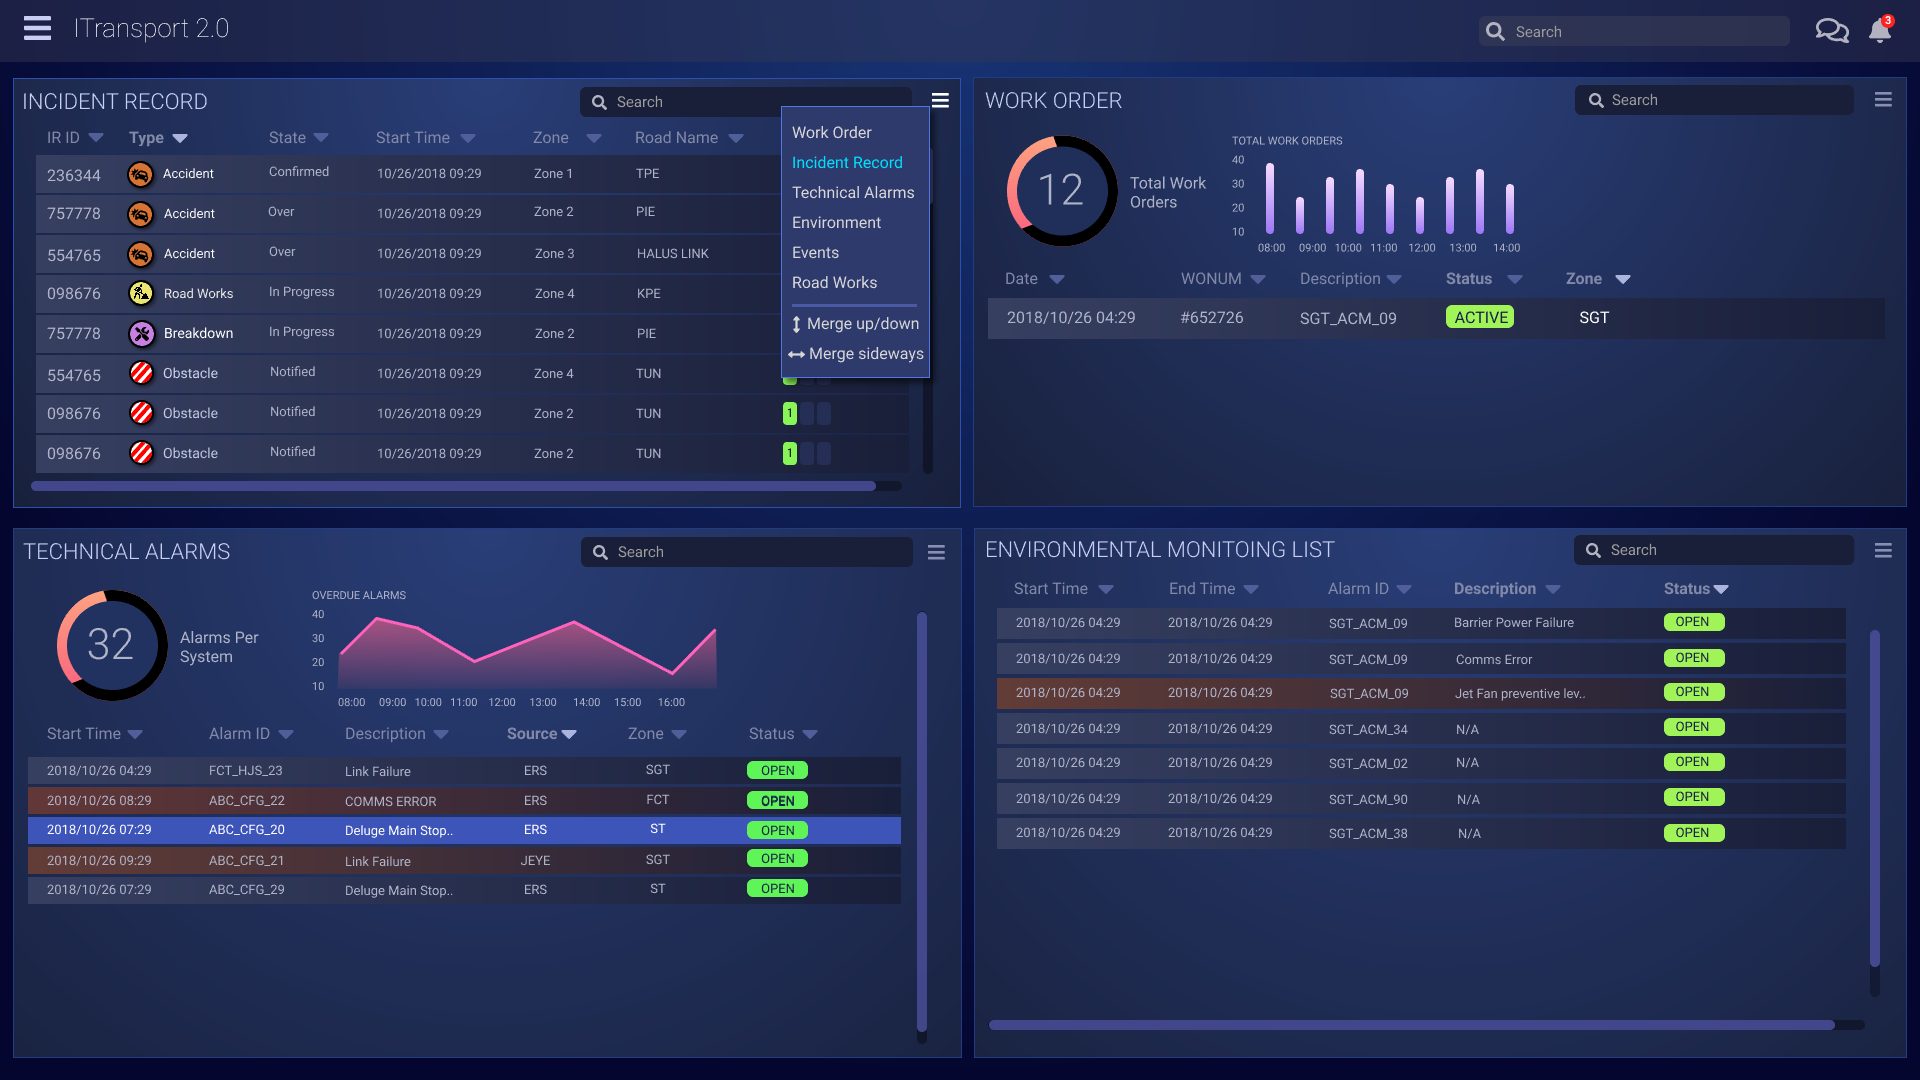 ITransport 2.0
Search
3
INCIDENT RECORD
Search
IR ID Type State Start Time Zone Road Name
236344 Accident Confirmed 10/26/2018 09:29 Zone 1 TPE
757778 Accident Over 10/26/2018 09:29 Zone 2 PIE
554765 Accident Over 10/26/2018 09:29 Zone 3 HALUS LINK
098676 Road Works In Progress 10/26/2018 09:29 Zone 4 KPE
757778 Breakdown In Progress 10/26/2018 09:29 Zone 2 PIE
554765 Obstacle Notified 10/26/2018 09:29 Zone 4 TUN
098676 Obstacle Notified 10/26/2018 09:29 Zone 2 TUN 1
098676 Obstacle Notified 10/26/2018 09:29 Zone 2 TUN 1
Work Order
Incident Record
Technical Alarms
Environment
Events
Road Works
Merge up/down
Merge sideways
WORK ORDER
Search
12
Total Work
Orders
TOTAL WORK ORDERS
40
30
20
10
08:00 09:00 10:00 11:00 12:00 13:00 14:00
Date WONUM Description Status Zone
2018/10/26 04:29 #652726 SGT_ACM_09 ACTIVE SGT
TECHNICAL ALARMS
Search
32
Alarms Per
System
OVERDUE ALARMS
40
30
20
10
08:00 09:00 10:00 11:00 12:00 13:00 14:00 15:00 16:00
Start Time Alarm ID Description Source Zone Status
2018/10/26 04:29 FCT_HJS_23 Link Failure ERS SGT OPEN
2018/10/26 08:29 ABC_CFG_22 COMMS ERROR ERS FCT OPEN
2018/10/26 07:29 ABC_CFG_20 Deluge Main Stop.. ERS ST OPEN
2018/10/26 09:29 ABC_CFG_21 Link Failure JEYE SGT OPEN
2018/10/26 07:29 ABC_CFG_29 Deluge Main Stop.. ERS ST OPEN
ENVIRONMENTAL MONITOING LIST
Search
Start Time End Time Alarm ID Description Status
2018/10/26 04:29 2018/10/26 04:29 SGT_ACM_09 Barrier Power Failure OPEN
2018/10/26 04:29 2018/10/26 04:29 SGT_ACM_09 Comms Error OPEN
2018/10/26 04:29 2018/10/26 04:29 SGT_ACM_09 Jet Fan preventive lev.. OPEN
2018/10/26 04:29 2018/10/26 04:29 SGT_ACM_34 N/A OPEN
2018/10/26 04:29 2018/10/26 04:29 SGT_ACM_02 N/A OPEN
2018/10/26 04:29 2018/10/26 04:29 SGT_ACM_90 N/A OPEN
2018/10/26 04:29 2018/10/26 04:29 SGT_ACM_38 N/A OPEN